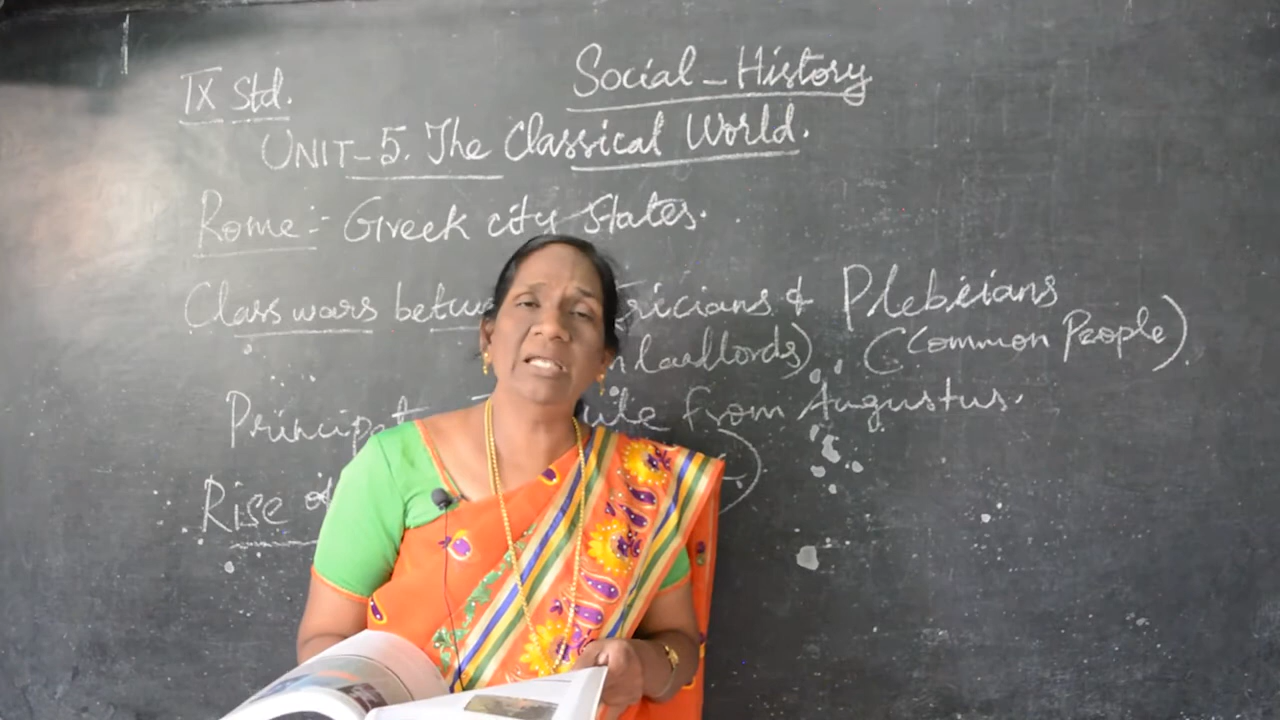 IX Std.
Social - History
UNIT-5. The Classical World.
Rome:- Greek city States.
Class wars & Plebeians
landlords) (Common People).
from Augustus.
Rise